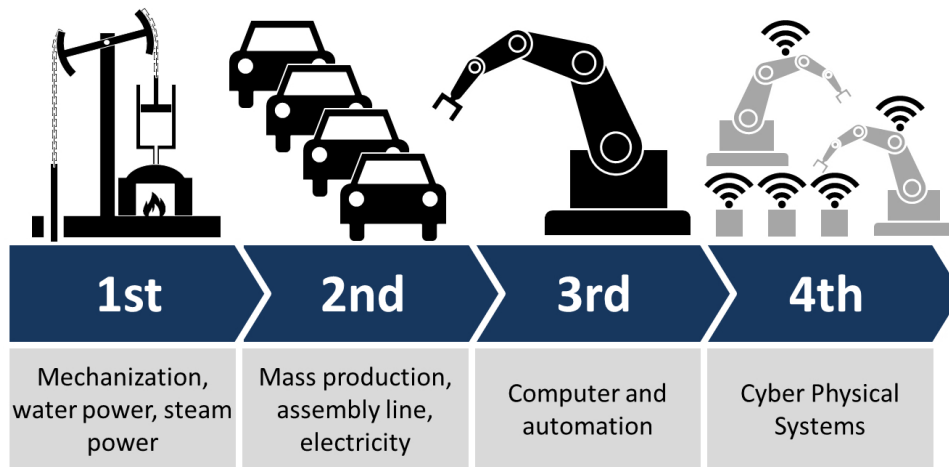 1st
2nd
3rd
4th
Mechanization,
water power, steam
power
Mass production,
assembly line,
electricity
Computer and
automation
Cyber Physical
Systems